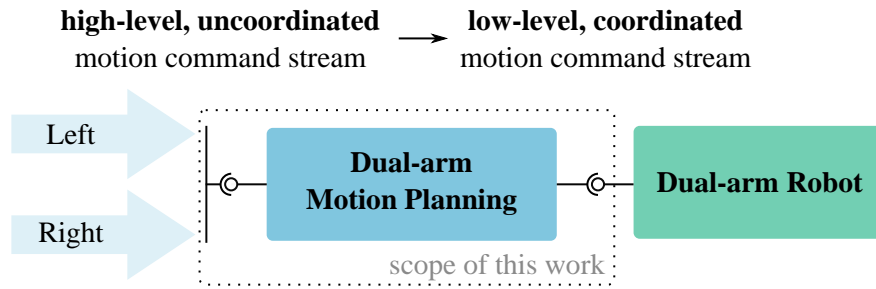 high-level, uncoordinated
motion command stream
low-level, coordinated
motion command stream
Left
Right
Dual-arm
Motion Planning
Dual-arm Robot
scope of this work